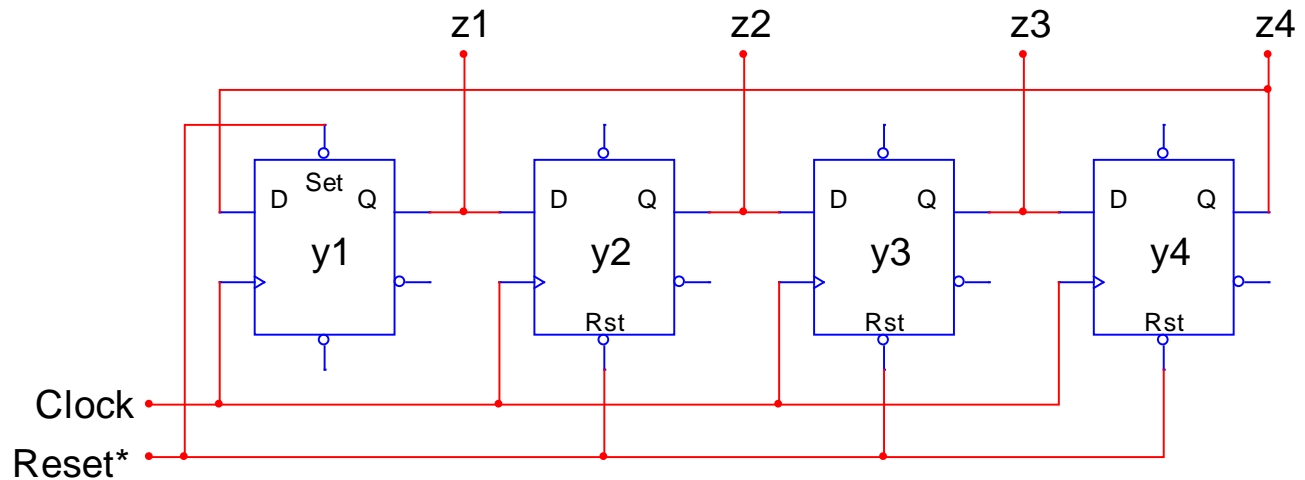 z1 z2 z3 z4
Set
D Q D Q D Q D Q
y1 y2 y3 y4
Rst Rst Rst
Clock
Reset*